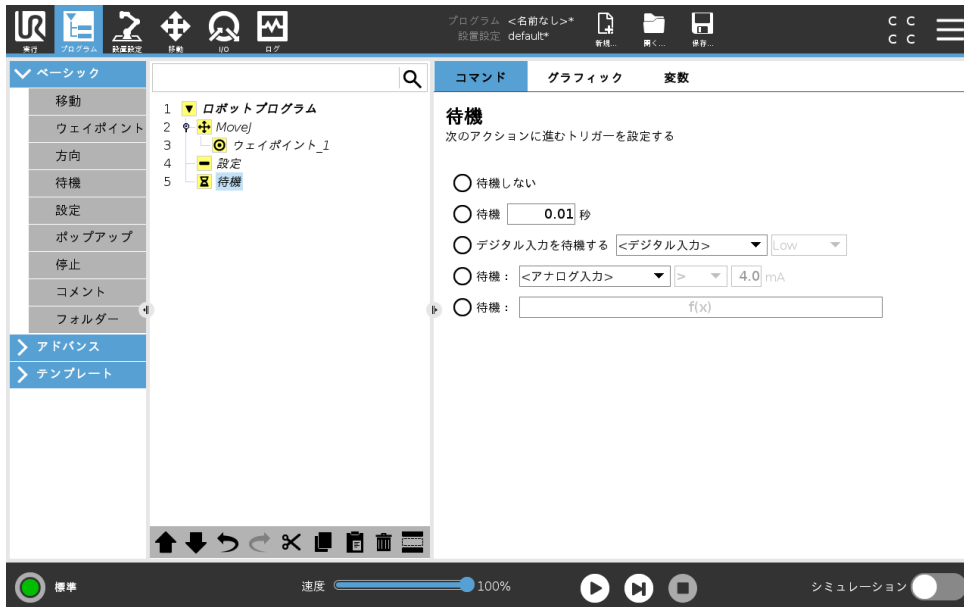 プログラム <名前なし>*
設置設定 default*
実行 プログラム 設置設定 移動 I/O ログ 新規... 開く... 保存...
C C
C C
ベーシック
移動
ウェイポイント
方向
待機
設定
ポップアップ
停止
コメント
フォルダー
アドバンス
テンプレート
1 ロボットプログラム
2 MoveJ
3 ウェイポイント_1
4 設定
5 待機
コマンド グラフィック 変数
待機
次のアクションに進むトリガーを設定する
待機しない
待機 0.01 秒
デジタル入力を待機する <デジタル入力> Low
待機： <アナログ入力> > 4.0 mA
待機： f(x)
標準 速度 100% シミュレーション